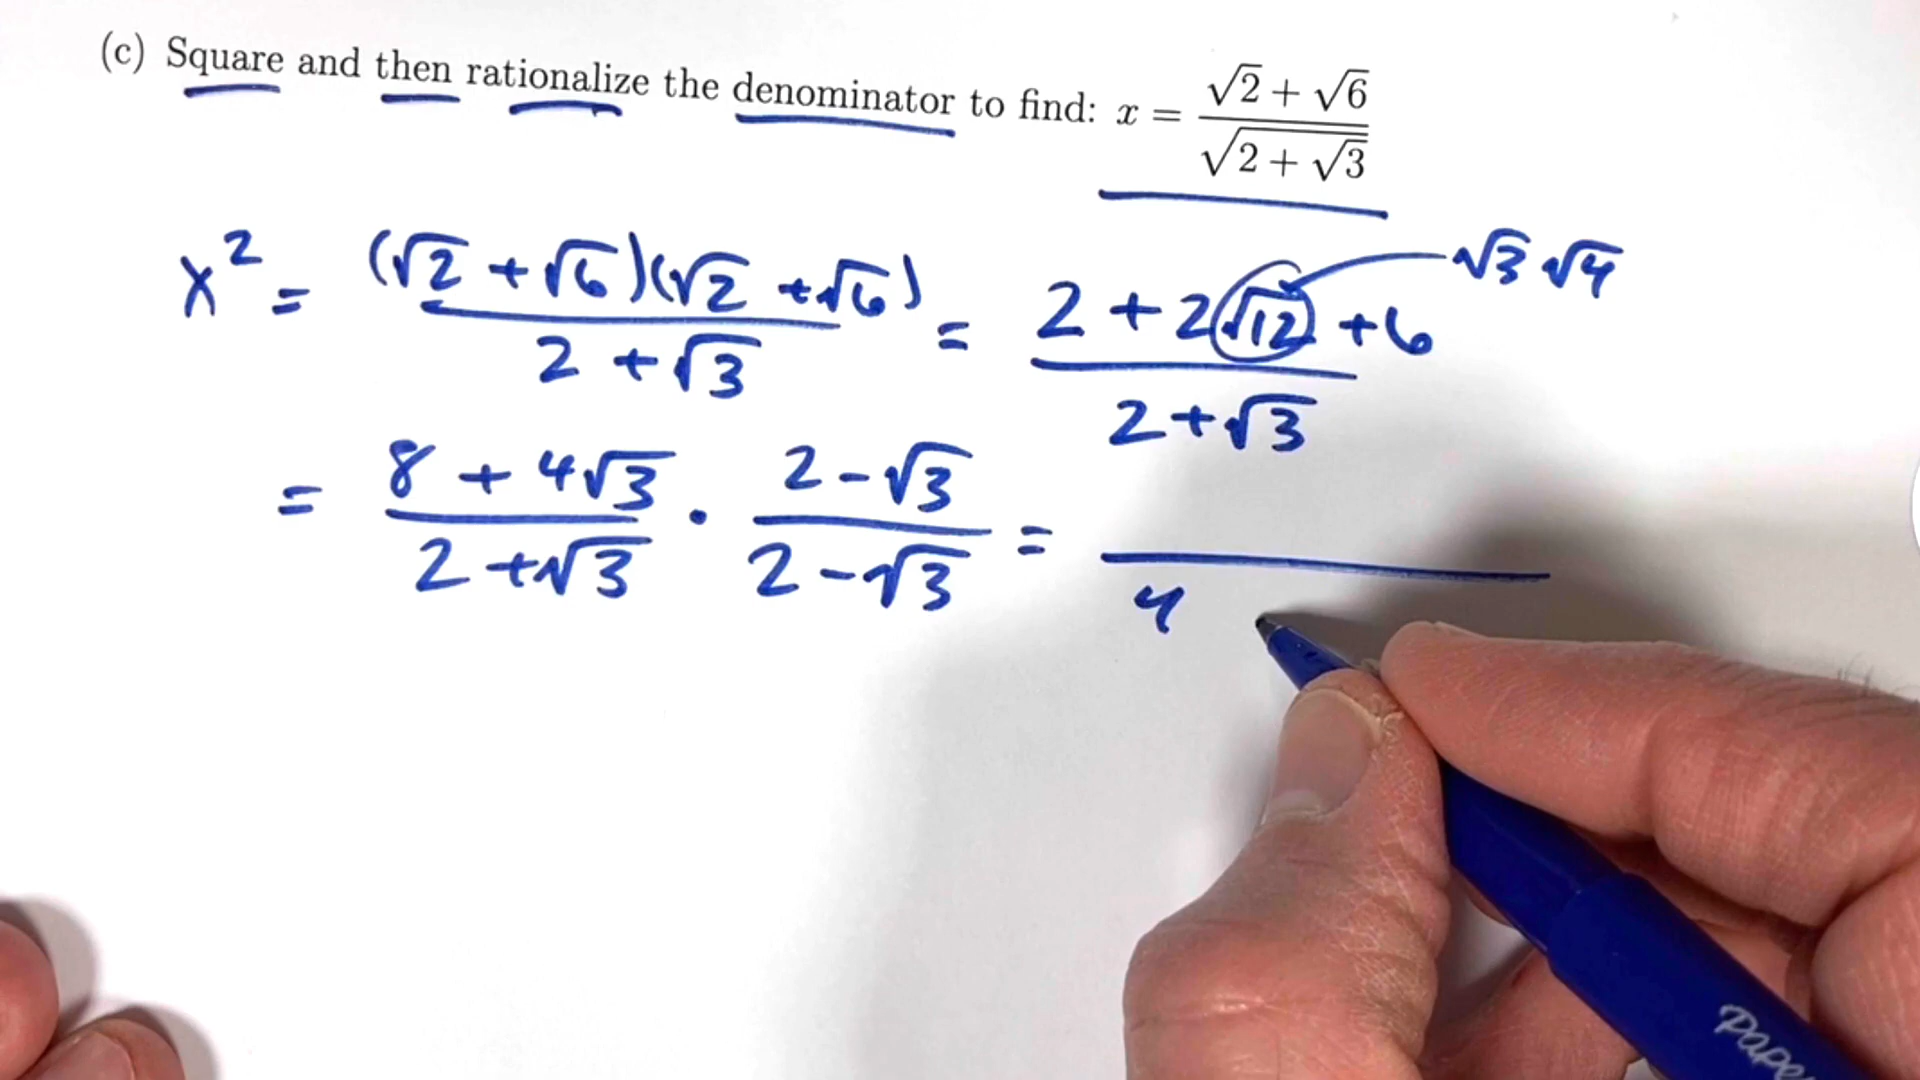 (c) Square and then rationalize the denominator to find: x = (√2 + √6)/√(2 + √3)
x² = (√2 + √6)(√2 + √6)/(2 + √3) = (2 + 2√12 + 6)/(2 + √3) √3 √4
= (8 + 4√3)/(2 + √3) · (2 - √3)/(2 - √3) = 4
Pape